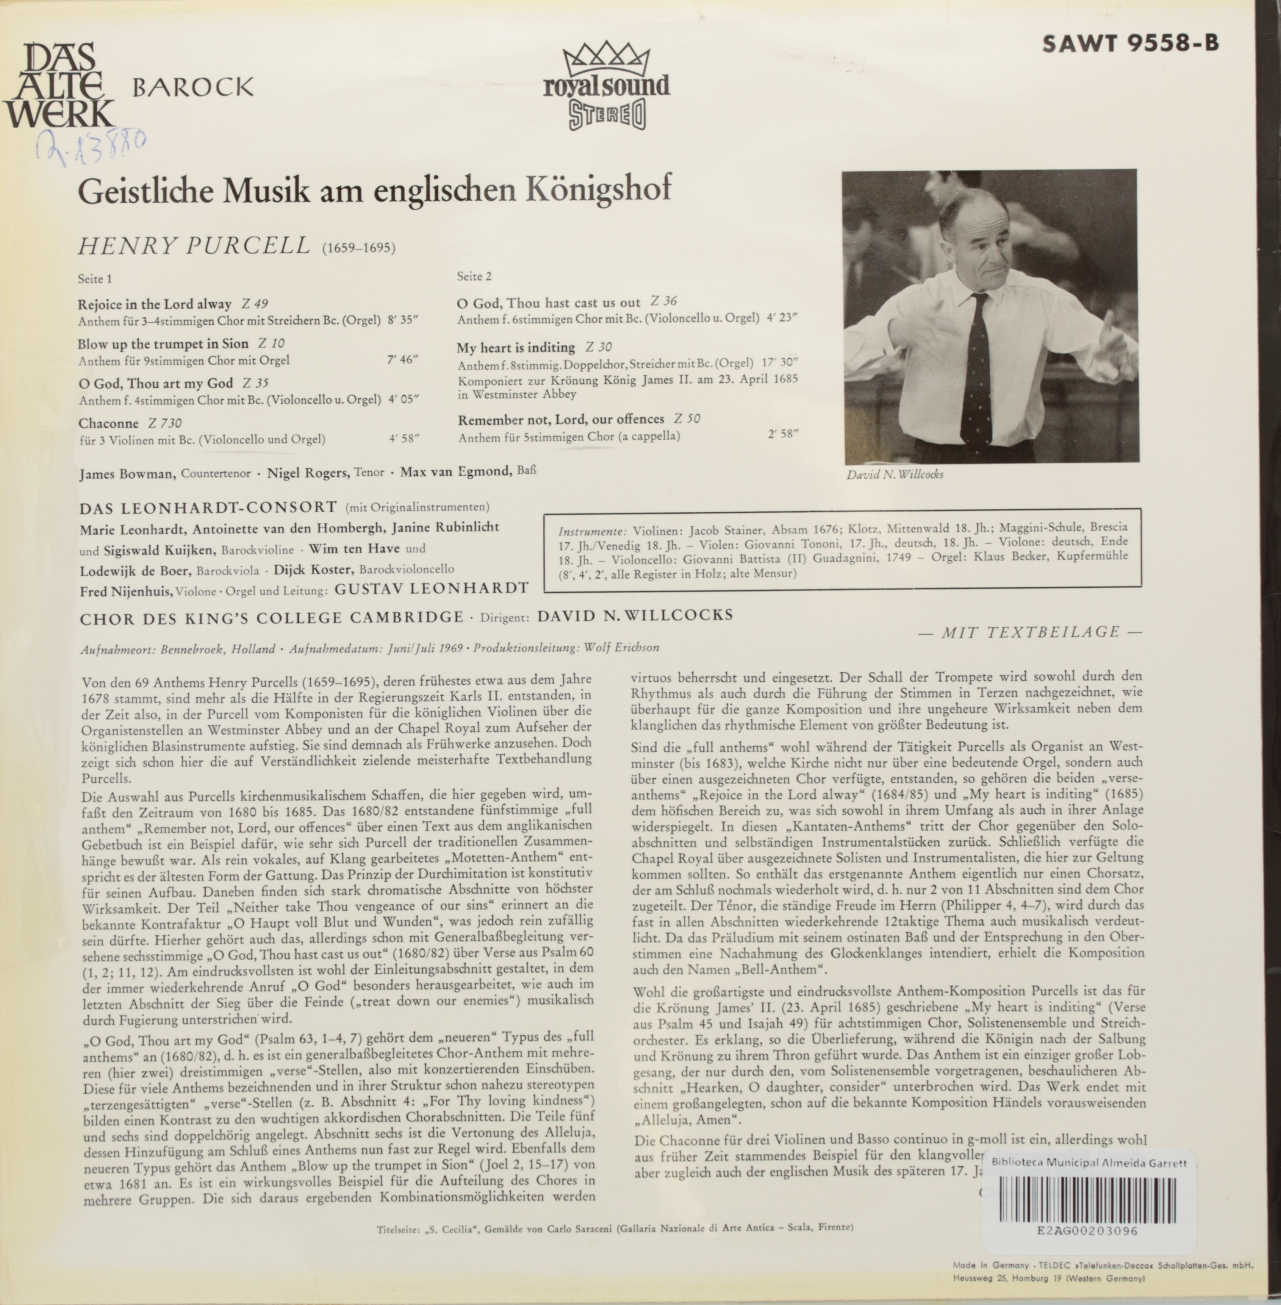 DAS
ALTE
WERK
BAROCK
royal sound
STEREO
SAWT 9558-B
R.13880
Geistliche Musik am englischen Königshof
HENRY PURCELL (1659–1695)
Seite 1
Rejoice in the Lord alway Z 49
Anthem für 3–4stimmigen Chor mit Streichern Bc. (Orgel) 8′ 35″
Blow up the trumpet in Sion Z 10
Anthem für 9stimmigen Chor mit Orgel 7′ 46″
O God, Thou art my God Z 35
Anthem f. 4stimmigen Chor mit Bc. (Violoncello u. Orgel) 4′ 05″
Chaconne Z 730
für 3 Violinen mit Bc. (Violoncello und Orgel) 4′ 58″
Seite 2
O God, Thou hast cast us out Z 36
Anthem f. 6stimmigen Chor mit Bc. (Violoncello u. Orgel) 4′ 23″
My heart is inditing Z 30
Anthem f. 8stimmig. Doppelchor, Streicher mit Bc. (Orgel) 17′ 30″
Komponiert zur Krönung König James II. am 23. April 1685
in Westminster Abbey
Remember not, Lord, our offences Z 50
Anthem für 5stimmigen Chor (a cappella) 2′ 58″
David N. Willcocks
James Bowman, Countertenor · Nigel Rogers, Tenor · Max van Egmond, Baß
DAS LEONHARDT-CONSORT (mit Originalinstrumenten)
Marie Leonhardt, Antoinette van den Hombergh, Janine Rubinlicht
und Sigiswald Kuijken, Barockvioline · Wim ten Have und
Lodewijk de Boer, Barockviola · Dijck Koster, Barockvioloncello
Fred Nijenhuis, Violone · Orgel und Leitung: GUSTAV LEONHARDT
CHOR DES KING'S COLLEGE CAMBRIDGE · Dirigent: DAVID N. WILLCOCKS
Aufnahmeort: Bennebroek, Holland · Aufnahmedatum: Juni/Juli 1969 · Produktionsleitung: Wolf Erichson
Instrumente: Violinen: Jacob Stainer, Absam 1676; Klotz, Mittenwald 18. Jh.; Maggini-Schule, Brescia
17. Jh./Venedig 18. Jh. – Violen: Giovanni Tononi, 17. Jh., deutsch, 18. Jh. – Violone: deutsch, Ende
18. Jh. – Violoncello: Giovanni Battista (II) Guadagnini, 1749 – Orgel: Klaus Becker, Kupfermühle
(8′, 4′, 2′, alle Register in Holz; alte Mensur)
— MIT TEXTBEILAGE —
Von den 69 Anthems Henry Purcells (1659–1695), deren frühestes etwa aus dem Jahre
1678 stammt, sind mehr als die Hälfte in der Regierungszeit Karls II. entstanden, in
der Zeit also, in der Purcell vom Komponisten für die königlichen Violinen über die
Organistenstellen an Westminster Abbey und an der Chapel Royal zum Aufseher der
königlichen Blasinstrumente aufstieg. Sie sind demnach als Frühwerke anzusehen. Doch
zeigt sich schon hier die auf Verständlichkeit zielende meisterhafte Textbehandlung
Purcells.
Die Auswahl aus Purcells kirchenmusikalischem Schaffen, die hier gegeben wird, um-
faßt den Zeitraum von 1680 bis 1685. Das 1680/82 entstandene fünfstimmige „full
anthem“ „Remember not, Lord, our offences“ über einen Text aus dem anglikanischen
Gebetbuch ist ein Beispiel dafür, wie sehr sich Purcell der traditionellen Zusammen-
hänge bewußt war. Als rein vokales, auf Klang gearbeitetes „Motetten-Anthem“ ent-
spricht es der ältesten Form der Gattung. Das Prinzip der Durchimitation ist konstitutiv
für seinen Aufbau. Daneben finden sich stark chromatische Abschnitte von höchster
Wirksamkeit. Der Teil „Neither take Thou vengeance of our sins“ erinnert an die
bekannte Kontrafaktur „O Haupt voll Blut und Wunden“, was jedoch rein zufällig
sein dürfte. Hierher gehört auch das, allerdings schon mit Generalbaßbegleitung ver-
sehene sechsstimmige „O God, Thou hast cast us out“ (1680/82) über Verse aus Psalm 60
(1, 2; 11, 12). Am eindrucksvollsten ist wohl der Einleitungsabschnitt gestaltet, in dem
der immer wiederkehrende Anruf „O God“ besonders herausgearbeitet, wie auch im
letzten Abschnitt der Sieg über die Feinde („treat down our enemies“) musikalisch
durch Fugierung unterstrichen wird.
„O God, Thou art my God“ (Psalm 63, 1–4, 7) gehört dem „neueren“ Typus des „full
anthems“ an (1680/82), d. h. es ist ein generalbaßbegleitetes Chor-Anthem mit mehre-
ren (hier zwei) dreistimmigen „verse“-Stellen, also mit konzertierenden Einschüben.
Diese für viele Anthems bezeichnenden und in ihrer Struktur schon nahezu stereotypen
„terzengesättigten“ „verse“-Stellen (z. B. Abschnitt 4: „For Thy loving kindness“)
bilden einen Kontrast zu den wuchtigen akkordischen Chorabschnitten. Die Teile fünf
und sechs sind doppelchörig angelegt. Abschnitt sechs ist die Vertonung des Alleluja,
dessen Hinzufügung am Schluß eines Anthems nun fast zur Regel wird. Ebenfalls dem
neueren Typus gehört das Anthem „Blow up the trumpet in Sion“ (Joel 2, 15–17) von
etwa 1681 an. Es ist ein wirkungsvolles Beispiel für die Aufteilung des Chores in
mehrere Gruppen. Die sich daraus ergebenden Kombinationsmöglichkeiten werden
virtuos beherrscht und eingesetzt. Der Schall der Trompete wird sowohl durch den
Rhythmus als auch durch die Führung der Stimmen in Terzen nachgezeichnet, wie
überhaupt für die ganze Komposition und ihre ungeheure Wirksamkeit neben dem
klanglichen das rhythmische Element von größter Bedeutung ist.
Sind die „full anthems“ wohl während der Tätigkeit Purcells als Organist an West-
minster (bis 1683), welche Kirche nicht nur über eine bedeutende Orgel, sondern auch
über einen ausgezeichneten Chor verfügte, entstanden, so gehören die beiden „verse-
anthems“ „Rejoice in the Lord alway“ (1684/85) und „My heart is inditing“ (1685)
dem höfischen Bereich zu, was sich sowohl in ihrem Umfang als auch in ihrer Anlage
widerspiegelt. In diesen „Kantaten-Anthems“ tritt der Chor gegenüber den Solo-
abschnitten und selbständigen Instrumentalstücken zurück. Schließlich verfügte die
Chapel Royal über ausgezeichnete Solisten und Instrumentalisten, die hier zur Geltung
kommen sollten. So enthält das erstgenannte Anthem eigentlich nur einen Chorsatz,
der am Schluß nochmals wiederholt wird, d. h. nur 2 von 11 Abschnitten sind dem Chor
zugeteilt. Der Ténor, die ständige Freude im Herrn (Philipper 4, 4–7), wird durch das
fast in allen Abschnitten wiederkehrende 12taktige Thema auch musikalisch verdeut-
licht. Da das Präludium mit seinem ostinaten Baß und der Entsprechung in den Ober-
stimmen eine Nachahmung des Glockenklanges intendiert, erhielt die Komposition
auch den Namen „Bell-Anthem“.
Wohl die großartigste und eindrucksvollste Anthem-Komposition Purcells ist das für
die Krönung James' II. (23. April 1685) geschriebene „My heart is inditing“ (Verse
aus Psalm 45 und Isajah 49) für achtstimmigen Chor, Solistenensemble und Streich-
orchester. Es erklang, so die Überlieferung, während die Königin nach der Salbung
und Krönung zu ihrem Thron geführt wurde. Das Anthem ist ein einziger großer Lob-
gesang, der nur durch den, vom Solistenensemble vorgetragenen, beschaulicheren Ab-
schnitt „Hearken, O daughter, consider“ unterbrochen wird. Das Werk endet mit
einem großangelegten, schon auf die bekannte Komposition Händels vorausweisenden
„Alleluja, Amen“.
Die Chaconne für drei Violinen und Basso continuo in g-moll ist ein, allerdings wohl
aus früher Zeit stammendes Beispiel für den
aber zugleich auch der englischen Musik des späteren 17.
Biblioteca Municipal Almeida Garrett
E2AG00203096
Titelseite: „S. Cecilia“, Gemälde von Carlo Saraceni (Gallaria Nazionale di Arte Antica – Scala, Firenze)
Made in Germany · TELDEC »Telefunken-Decca« Schallplatten-Ges. mbH.
Heussweg 25, Hamburg 19 (Western Germany)